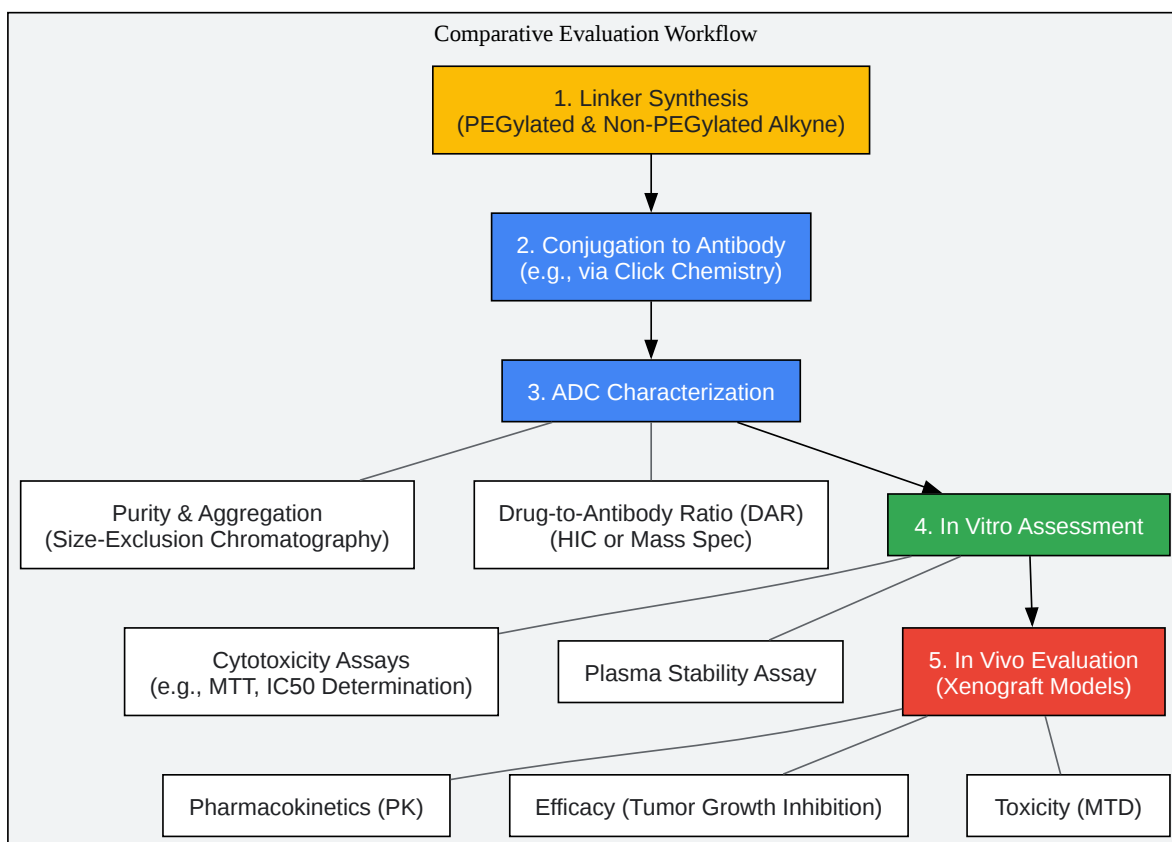 Comparative Evaluation Workflow
1. Linker Synthesis
(PEGylated & Non-PEGylated Alkyne)
2. Conjugation to Antibody
(e.g., via Click Chemistry)
3. ADC Characterization
Purity & Aggregation
(Size-Exclusion Chromatography)
Drug-to-Antibody Ratio (DAR)
(HIC or Mass Spec)
4. In Vitro Assessment
Cytotoxicity Assays
(e.g., MTT, IC50 Determination)
Plasma Stability Assay
5. In Vivo Evaluation
(Xenograft Models)
Pharmacokinetics (PK)
Efficacy (Tumor Growth Inhibition)
Toxicity (MTD)